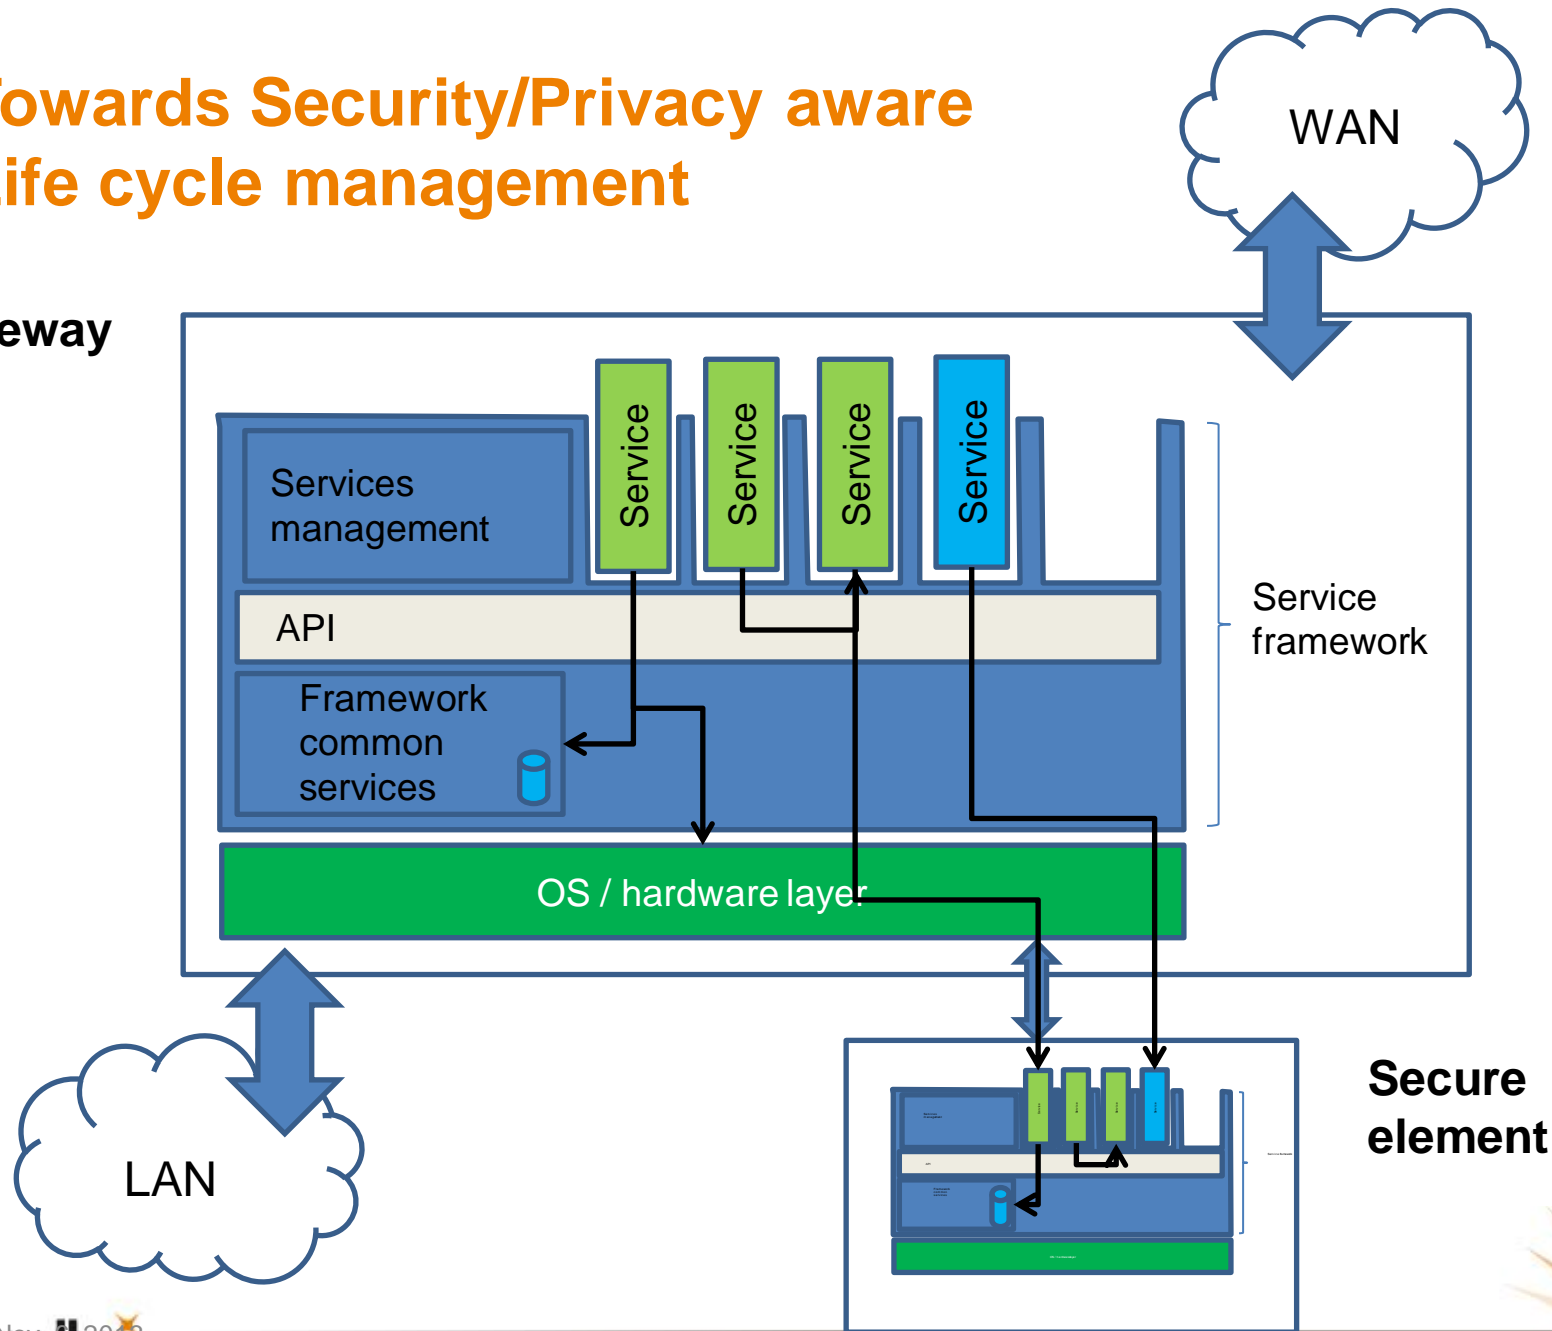 owards Security/Privacy aware
ife cycle management
eway
WAN
Service
Service
Service
Service
Services
management
API
Service
framework
Framework
common
services
OS / hardware layer
LAN
Secure
element